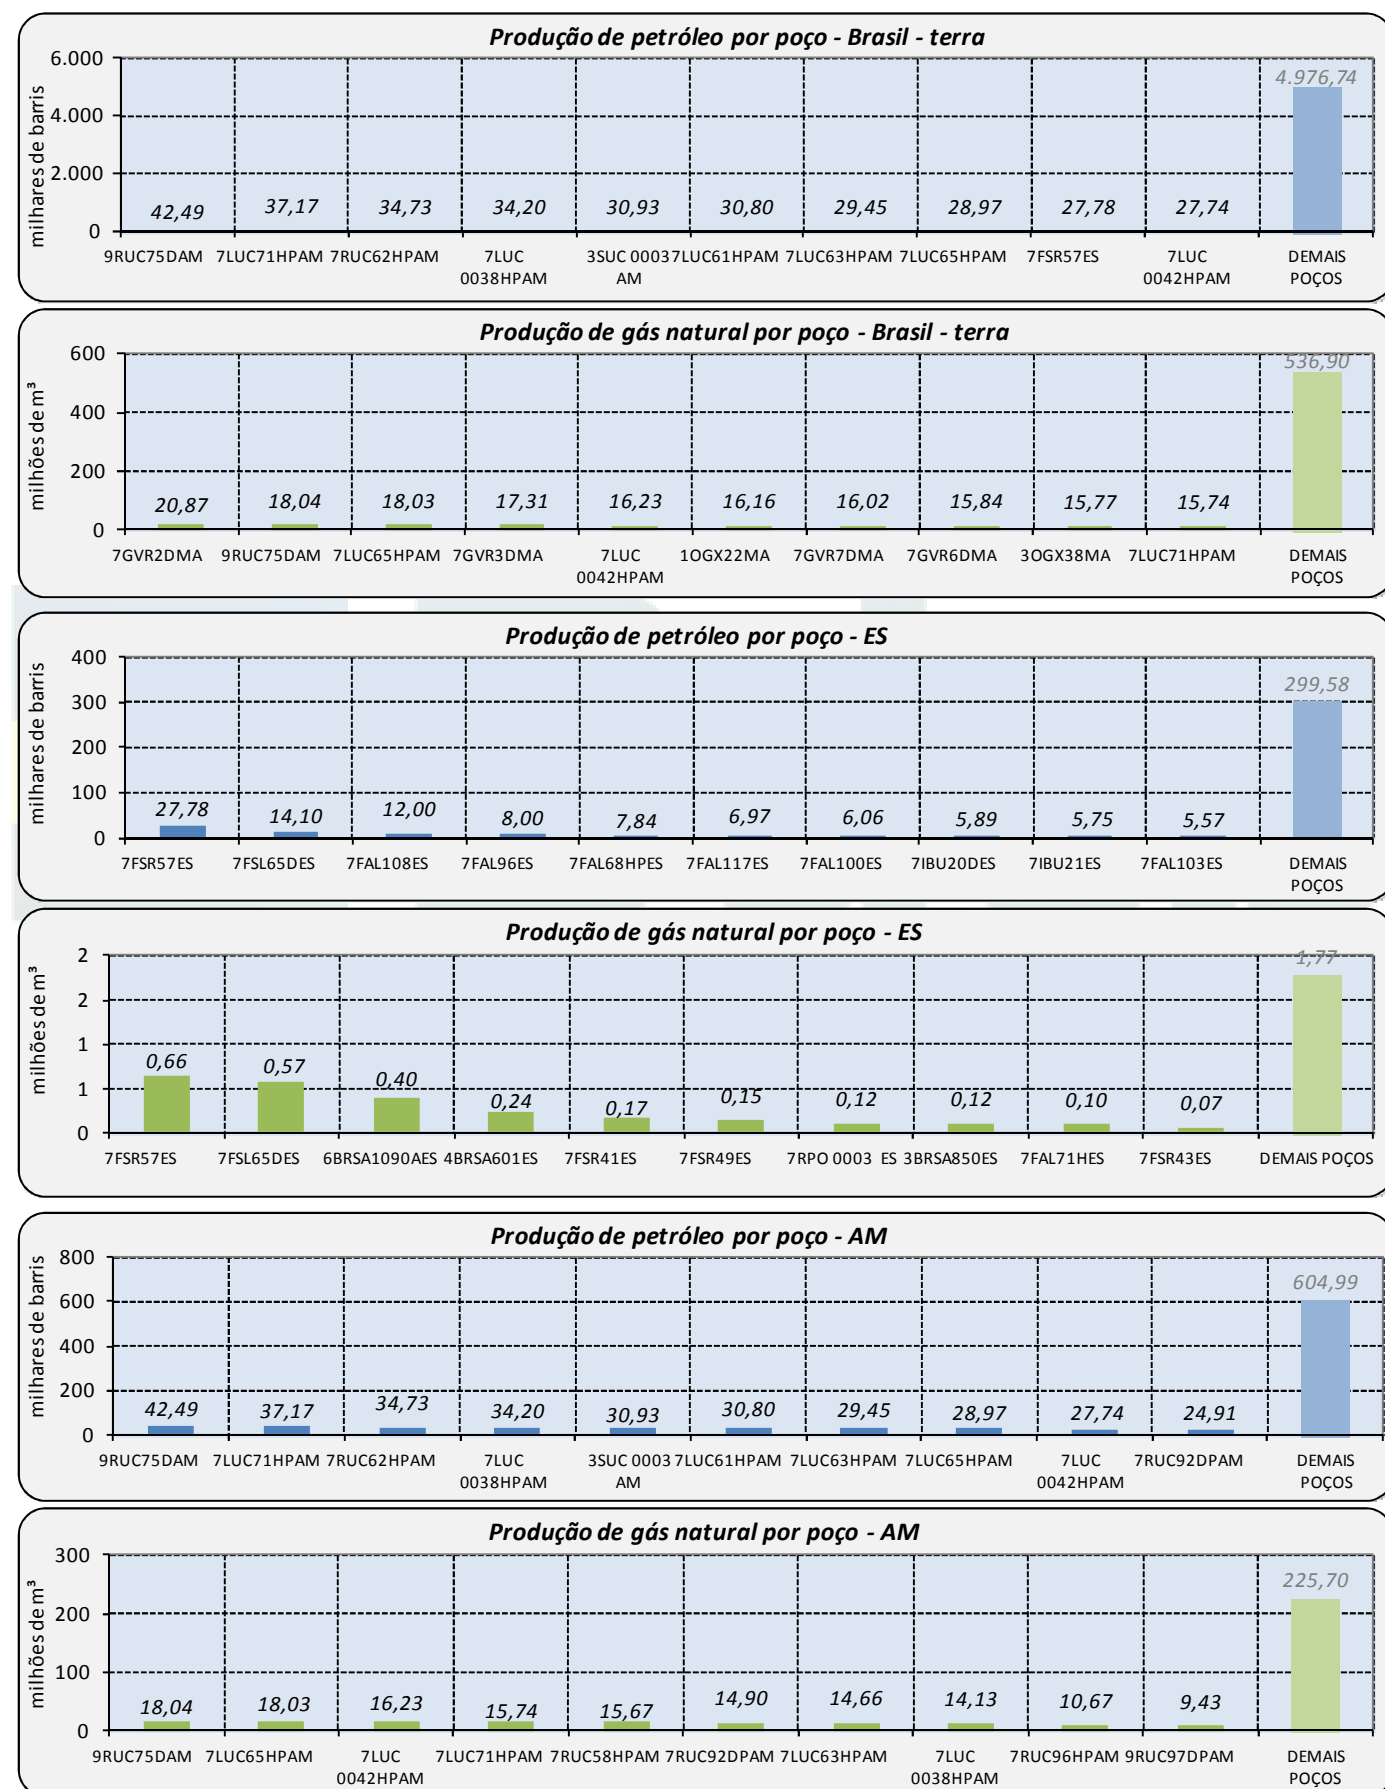 Produção de petróleo por poço - Brasil - terra
milhares de barris
6.000
4.000
2.000
0
42,49 37,17 34,73 34,20 30,93 30,80 29,45 28,97 27,78 27,74 4.976,74
9RUC75DAM 7LUC71HPAM 7RUC62HPAM 7LUC 0038HPAM 3SUC 0003 AM 7LUC61HPAM 7LUC63HPAM 7LUC65HPAM 7FSR57ES 7LUC 0042HPAM DEMAIS POÇOS
Produção de gás natural por poço - Brasil - terra
milhões de m³
600
400
200
0
20,87 18,04 18,03 17,31 16,23 16,16 16,02 15,84 15,77 15,74 536,90
7GVR2DMA 9RUC75DAM 7LUC65HPAM 7GVR3DMA 7LUC 0042HPAM 1OGX22MA 7GVR7DMA 7GVR6DMA 3OGX38MA 7LUC71HPAM DEMAIS POÇOS
Produção de petróleo por poço - ES
milhares de barris
400
300
200
100
0
27,78 14,10 12,00 8,00 7,84 6,97 6,06 5,89 5,75 5,57 299,58
7FSR57ES 7FSL65DES 7FAL108ES 7FAL96ES 7FAL68HPES 7FAL117ES 7FAL100ES 7IBU20DES 7IBU21ES 7FAL103ES DEMAIS POÇOS
Produção de gás natural por poço - ES
milhões de m³
2
2
1
1
0
0,66 0,57 0,40 0,24 0,17 0,15 0,12 0,12 0,10 0,07 1,77
7FSR57ES 7FSL65DES 6BRSA1090AES 4BRSA601ES 7FSR41ES 7FSR49ES 7RPO 0003 ES 3BRSA850ES 7FAL71HES 7FSR43ES DEMAIS POÇOS
Produção de petróleo por poço - AM
milhares de barris
800
600
400
200
0
42,49 37,17 34,73 34,20 30,93 30,80 29,45 28,97 27,74 24,91 604,99
9RUC75DAM 7LUC71HPAM 7RUC62HPAM 7LUC 0038HPAM 3SUC 0003 AM 7LUC61HPAM 7LUC63HPAM 7LUC65HPAM 7LUC 0042HPAM 7RUC92DPAM DEMAIS POÇOS
Produção de gás natural por poço - AM
milhões de m³
300
200
100
0
18,04 18,03 16,23 15,74 15,67 14,90 14,66 14,13 10,67 9,43 225,70
9RUC75DAM 7LUC65HPAM 7LUC 0042HPAM 7LUC71HPAM 7RUC58HPAM 7RUC92DPAM 7LUC63HPAM 7LUC 0038HPAM 7RUC96HPAM 9RUC97DPAM DEMAIS POÇOS